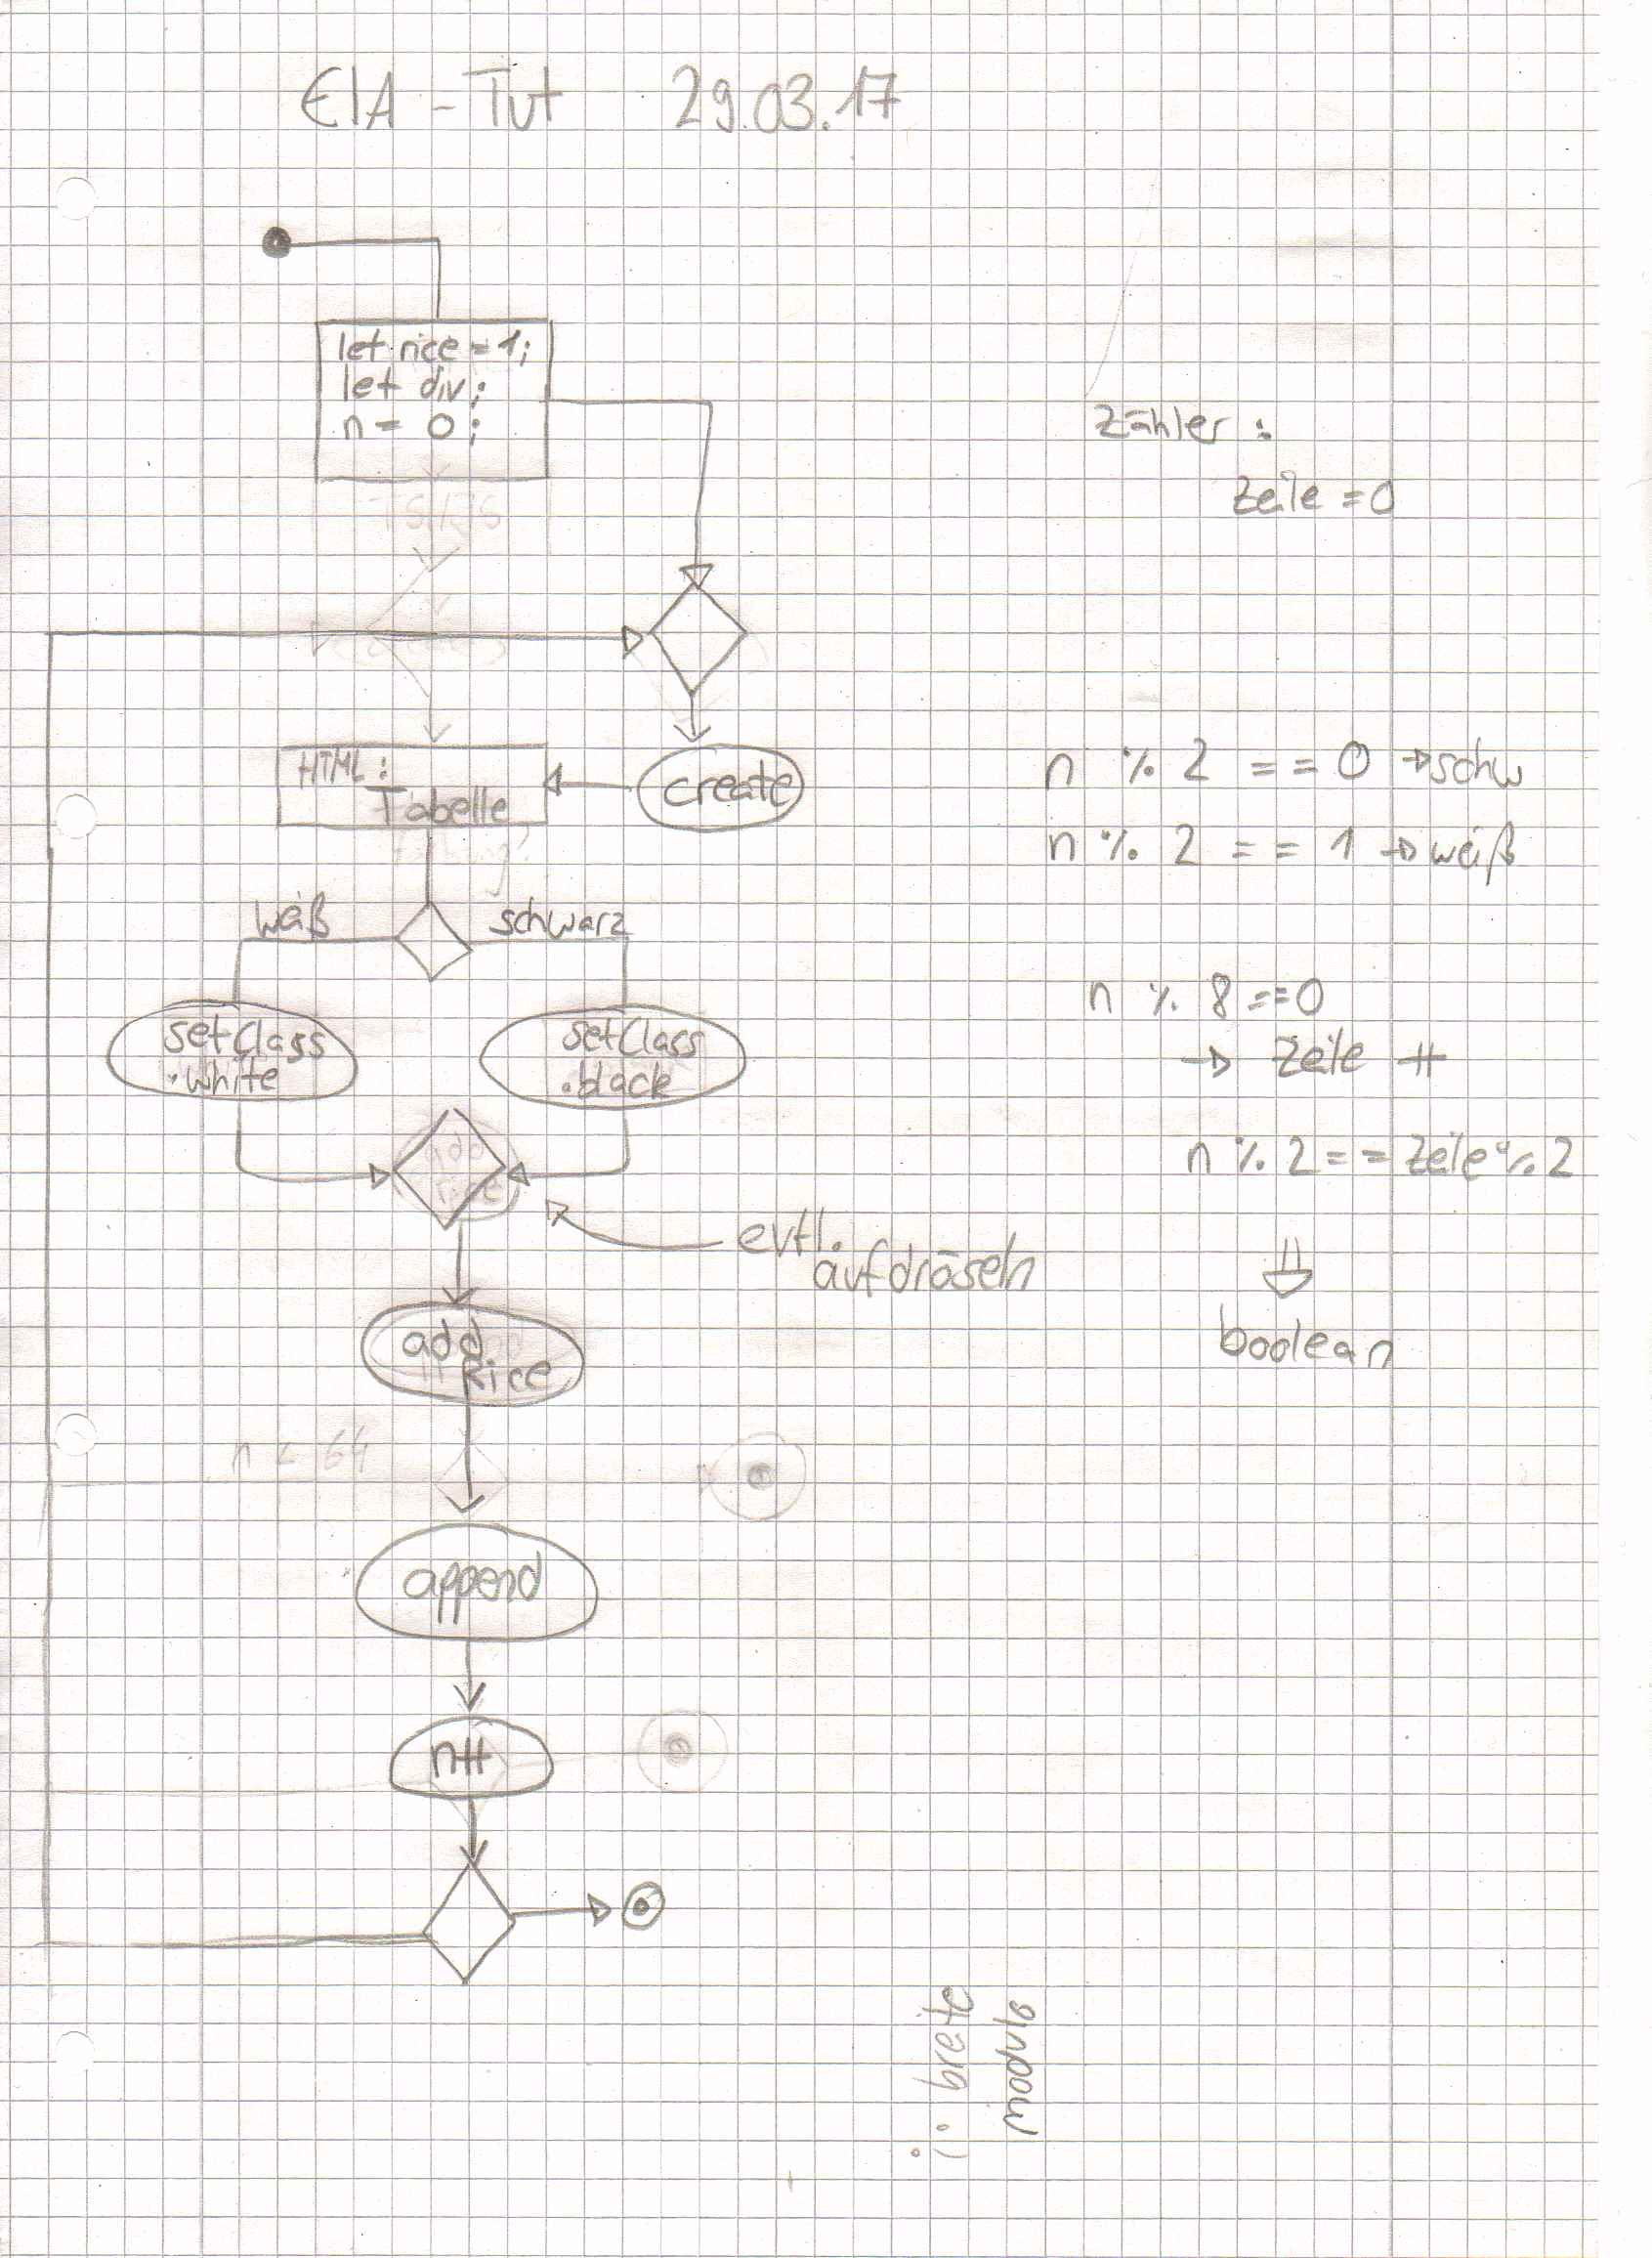 EIA - Tut 29.03.17
let rice = 1;
let div;
n = 0;
Zähler :
Zeile = 0
HTML :
Tabelle
create
n % 2 == 0 → schw
n % 2 == 1 → weiß
weiß
schwarz
setClass
.white
setClass
.black
n % 8 == 0
→ Zeile ++
n % 2 == Zeile % 2
⇓
boolean
evtl.
aufdröseln
add
Rice
n < 64
append
n++
i : breite
modulo